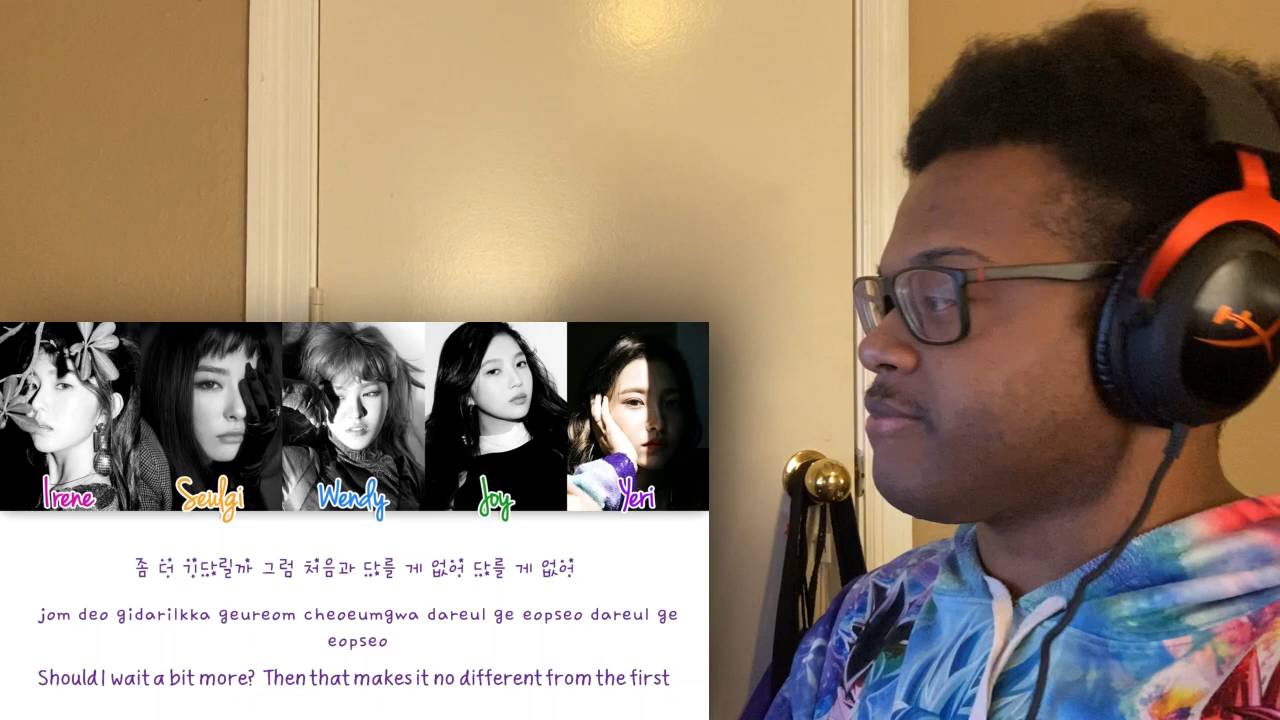 Irene
Seulgi
Wendy
Joy
Yeri
좀 더 기다릴까 그럼 처음과 다를 게 없어 다를 게 없어
jom deo gidarilkka geureom cheoeumgwa dareul ge eopseo dareul ge
eopseo
Should I wait a bit more? Then that makes it no different from the first